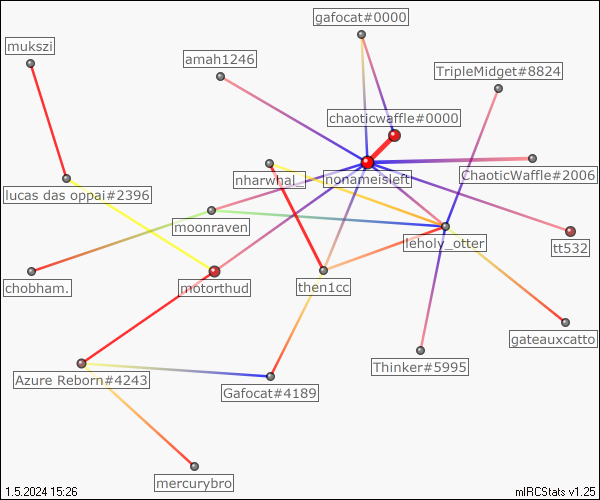 gafocat#0000
mukszi
amah1246
TripleMidget#8824
chaoticwaffle#0000
ChaoticWaffle#2006
nharwhal_
nonameisleft
lucas das oppai#2396
moonraven
leholy_otter
tt532
chobham.
motorthud
then1cc
gateauxcatto
Thinker#5995
Azure Reborn#4243
Gafocat#4189
mercurybro
1.5.2024 15:26
mIRCStats v1.25